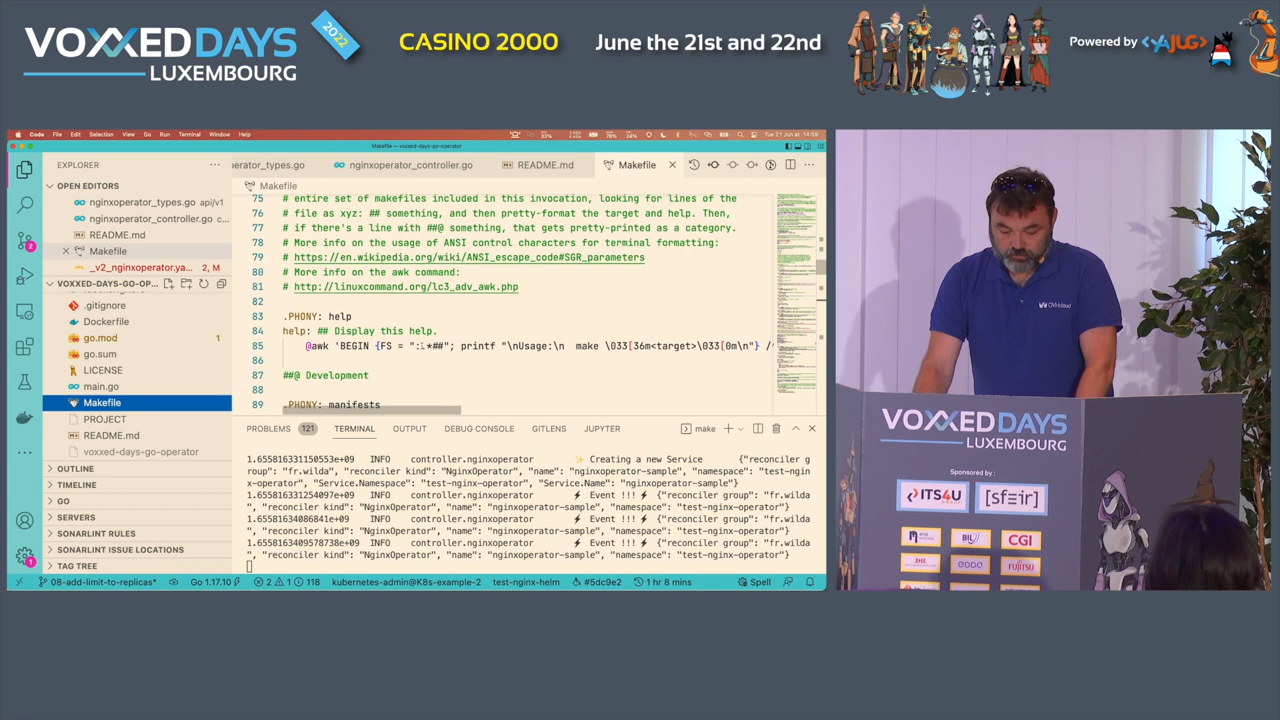 VOXXED DAYS
LUXEMBOURG
2022
CASINO 2000
June the 21st and 22nd
Powered by <YAJUG>
Code File Edit Selection View Go Run Terminal Window Help
Tue 21 Jun at 14:59
Makefile — voxxed-days-go-operator
EXPLORER
OPEN EDITORS
nginxoperator_types.go api/v1
nginxoperator_controller.go c...
README.md
Makefile
_v2_nginxoperator.ya... 2, M
VOXXED-DAYS-GO-OP...
.gitignore
Dockerfile
go.mod 1
go.sum
LICENSE
main.go
Makefile
PROJECT
README.md
voxxed-days-go-operator
OUTLINE
TIMELINE
GO
SERVERS
SONARLINT RULES
SONARLINT ISSUE LOCATIONS
TAG TREE
erator_types.go nginxoperator_controller.go README.md Makefile
Makefile
75 # entire set of makefiles included in this invocation, looking for lines of the
76 # file as xyz: ## something, and then pretty-format the target and help. Then,
77 # if there's a line with ##@ something, that gets pretty-printed as a category.
78 # More info on the usage of ANSI control characters for terminal formatting:
79 # https://en.wikipedia.org/wiki/ANSI_escape_code#SGR_parameters
80 # More info on the awk command:
81 # http://linuxcommand.org/lc3_adv_awk.php
82
83 .PHONY: help
84 help: ## Display this help.
85 @awk 'BEGIN {FS = ":.*##"; printf "\nUsage:\n  make \033[36m<target>\033[0m\n"} /
86
87 ##@ Development
88
89 .PHONY: manifests
PROBLEMS 121 TERMINAL OUTPUT DEBUG CONSOLE GITLENS JUPYTER make
1.655816331150553e+09 INFO controller.nginxoperator ✨ Creating a new Service {"reconciler g
roup": "fr.wilda", "reconciler kind": "NginxOperator", "name": "nginxoperator-sample", "namespace": "test-ngin
x-operator", "Service.Namespace": "test-nginx-operator", "Service.Name": "nginxoperator-sample"}
1.655816331254097e+09 INFO controller.nginxoperator ⚡ Event !!! ⚡ {"reconciler group": "fr.wilda
", "reconciler kind": "NginxOperator", "name": "nginxoperator-sample", "namespace": "test-nginx-operator"}
1.65581634086841e+09 INFO controller.nginxoperator ⚡ Event !!! ⚡ {"reconciler group": "fr.wilda
", "reconciler kind": "NginxOperator", "name": "nginxoperator-sample", "namespace": "test-nginx-operator"}
1.6558163409578738e+09 INFO controller.nginxoperator ⚡ Event !!! ⚡ {"reconciler group": "fr.wilda
", "reconciler kind": "NginxOperator", "name": "nginxoperator-sample", "namespace": "test-nginx-operator"}
08-add-limit-to-replicas* Go 1.17.10 2 1 118 kubernetes-admin@K8s-example-2 test-nginx-helm #5dc9e2 1 hr 8 mins Spell
OVHcloud
VOXXED DAYS
LUXEMBOURG
Sponsored by :
ITS4U
[sfeir]
BIL
CGI
FUJITSU